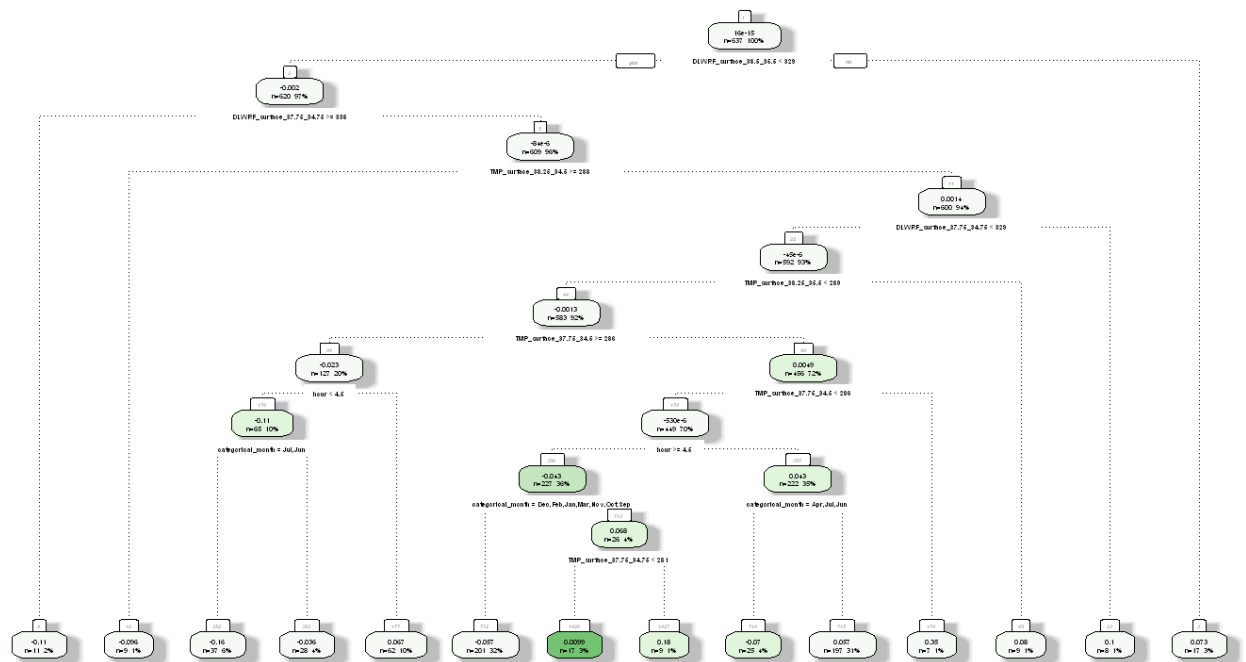 16e-15
n=637 100%
yes
no
DLWRF_surface_38.5_35.5 < 329
-0.002
n=620 97%
DLWRF_surface_37.75_34.75 >= 338
-84e-6
n=609 96%
TMP_surface_38.25_34.5 >= 288
0.0014
n=600 94%
DLWRF_surface_37.75_34.75 < 329
n=592 93%
TMP_surface_38.25_35.5 < 289
-0.0013
n=583 92%
TMP_surface_37.75_34.5 >= 286
-0.023
n=127 20%
0.0049
n=456 72%
hour < 4.5
TMP_surface_37.75_34.5 < 286
-0.11
n=65 10%
-530e-6
n=449 70%
categorical_month = Jul,Jun
hour >= 4.5
-0.043
n=227 36%
0.043
n=222 35%
categorical_month = Dec,Feb,Jan,Mar,Nov,Oct,Sep
categorical_month = Apr,Jul,Jun
0.068
n=26 4%
TMP_surface_37.75_34.75 < 281
-0.11
n=11 2%
-0.096
n=9 1%
-0.16
n=37 6%
-0.036
n=28 4%
0.067
n=62 10%
-0.057
n=201 32%
0.0099
n=17 3%
0.18
n=9 1%
-0.07
n=25 4%
0.057
n=197 31%
0.35
n=7 1%
0.08
n=9 1%
0.1
n=8 1%
0.073
n=17 3%